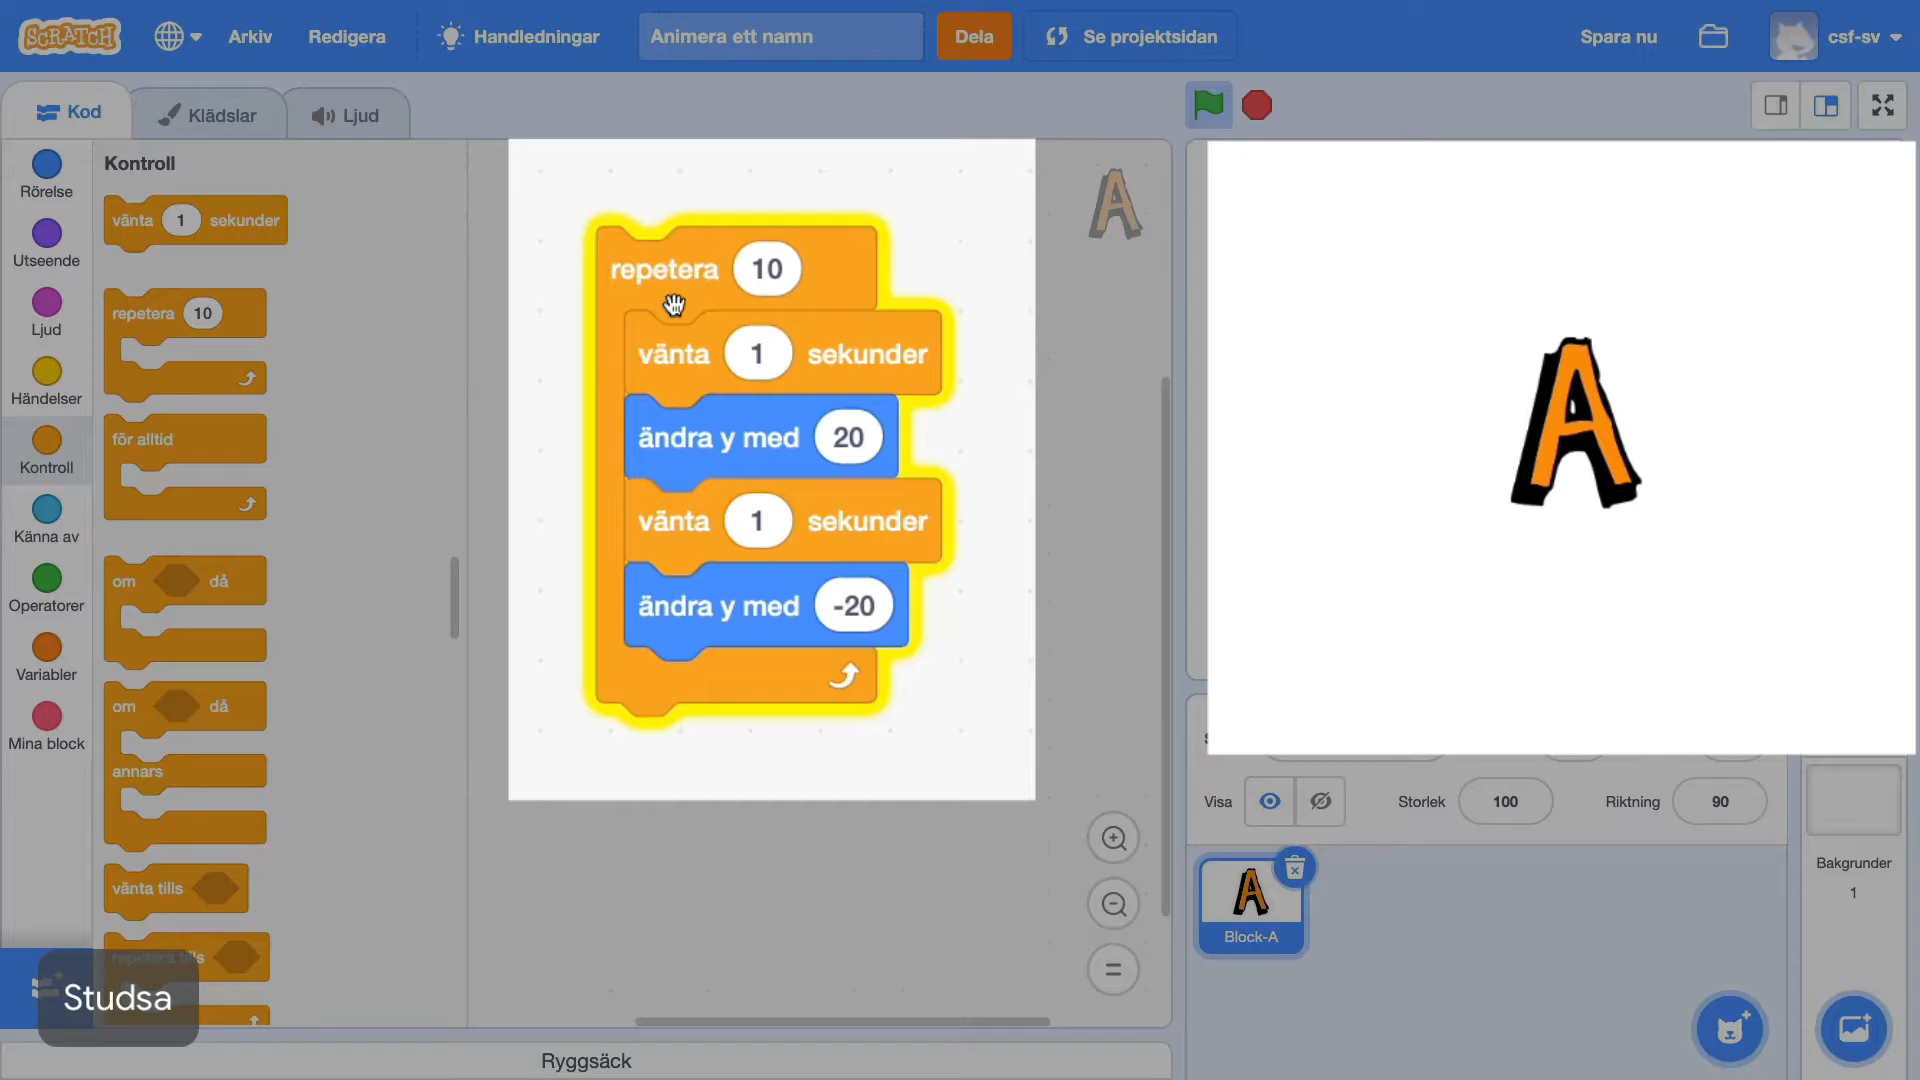 SCRATCH
Arkiv
Redigera
Handledningar
Animera ett namn
Dela
Se projektsidan
Spara nu
csf-sv
Kod
Klädslar
Ljud
Rörelse
Utseende
Ljud
Händelser
Kontroll
Känna av
Operatorer
Variabler
Mina block
Kontroll
vänta 1 sekunder
repetera 10
för alltid
om då
om då
annars
vänta tills
repetera tills
repetera 10
vänta 1 sekunder
ändra y med 20
vänta 1 sekunder
ändra y med -20
A
A
Visa
Storlek 100
Riktning 90
A
Block-A
Bakgrunder
1
Studsa
Ryggsäck